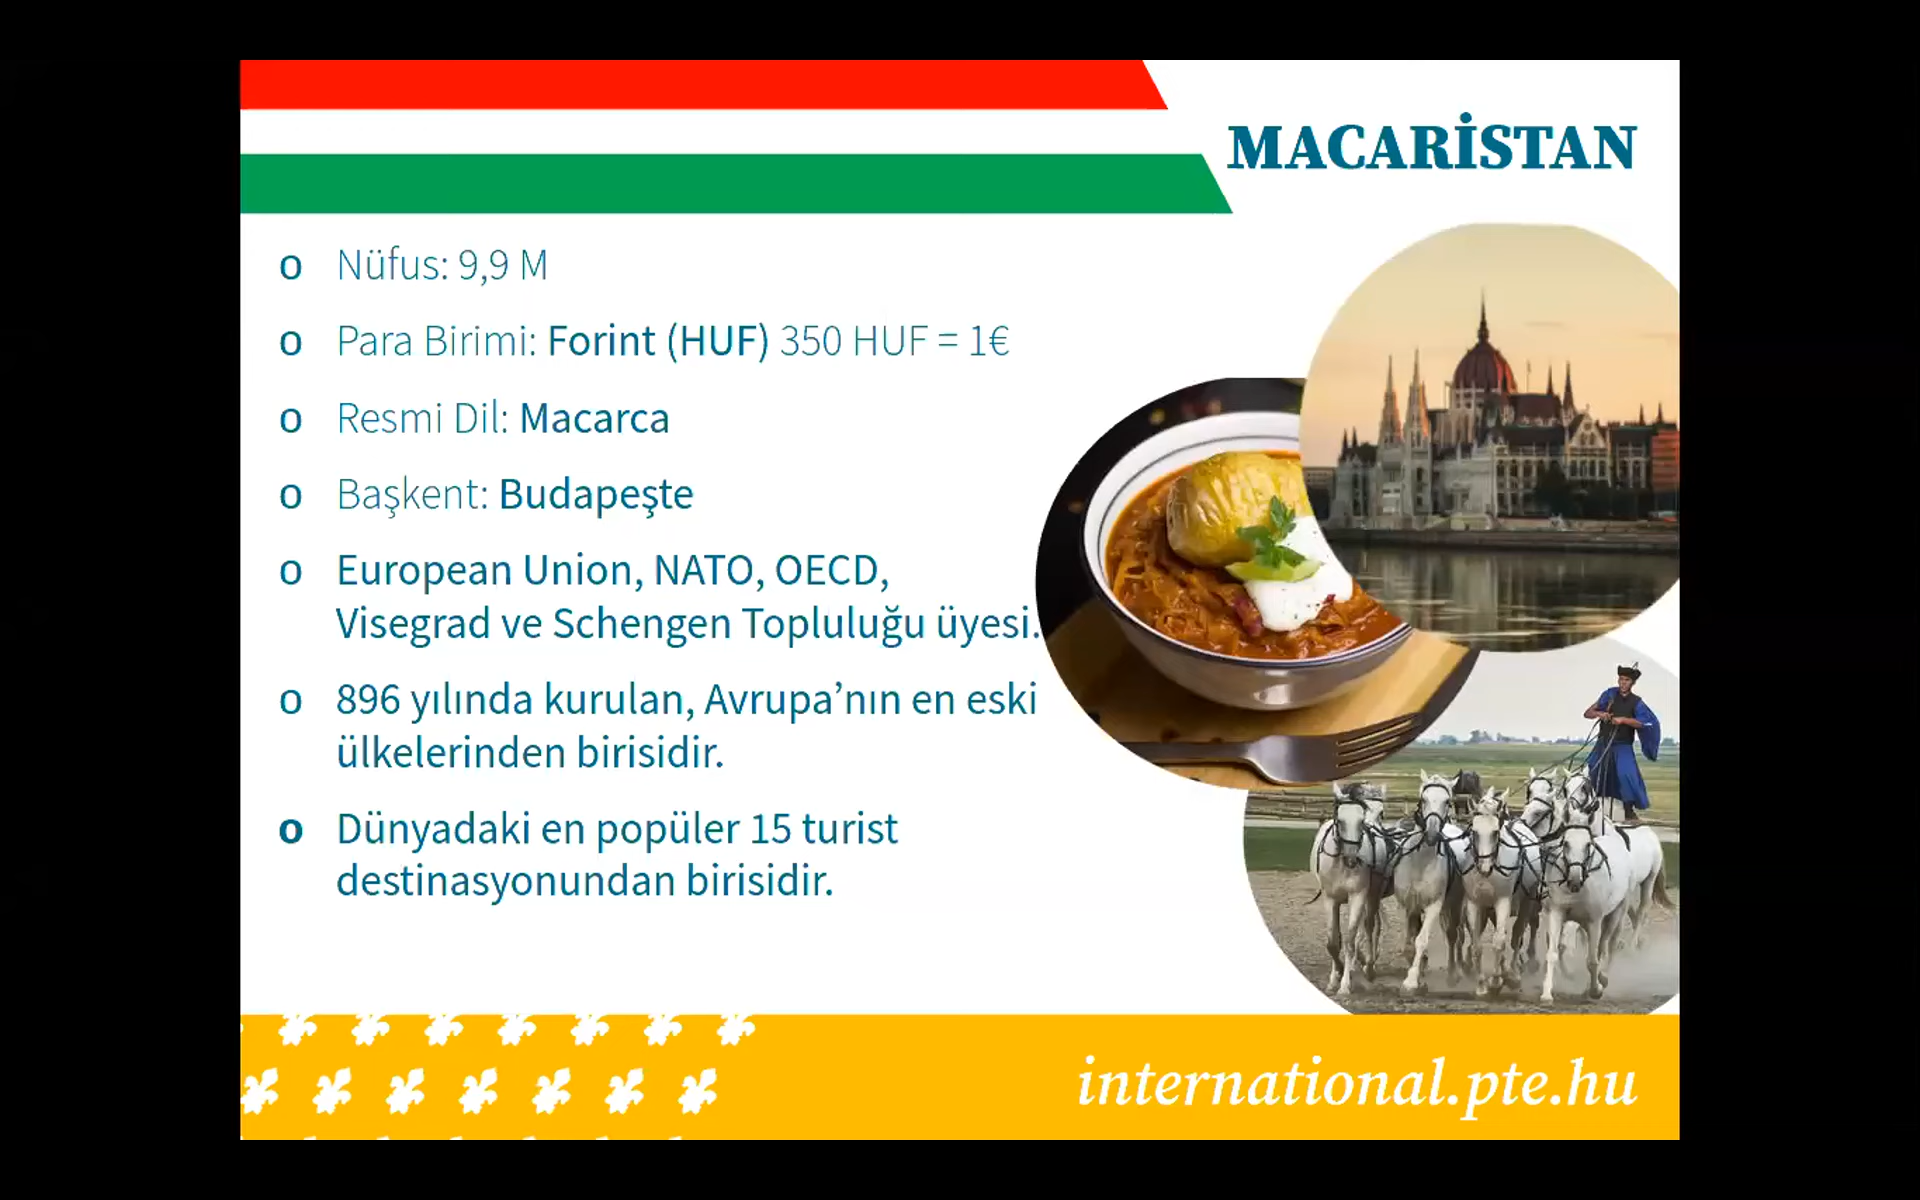 MACARİSTAN
o Nüfus: 9,9 M
o Para Birimi: Forint (HUF) 350 HUF = 1€
o Resmi Dil: Macarca
o Başkent: Budapeşte
o European Union, NATO, OECD,
Visegrad ve Schengen Topluluğu üyesi.
o 896 yılında kurulan, Avrupa’nın en eski
ülkelerinden birisidir.
o Dünyadaki en popüler 15 turist
destinasyonundan birisidir.
international.pte.hu